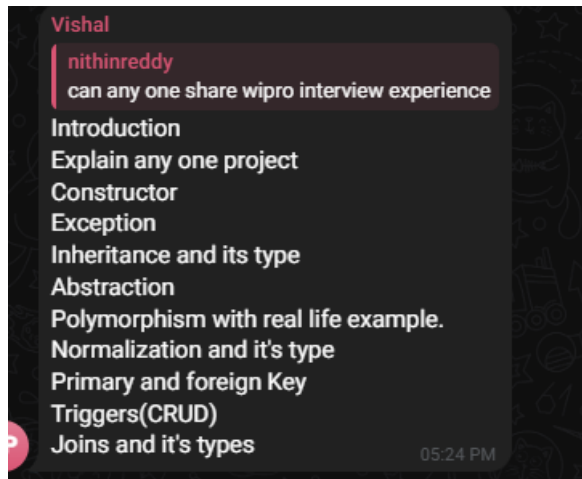 Vishal
nithinreddy
can any one share wipro interview experience
Introduction
Explain any one project
Constructor
Exception
Inheritance and its type
Abstraction
Polymorphism with real life example.
Normalization and it's type
Primary and foreign Key
Triggers(CRUD)
Joins and it's types
05:24 PM